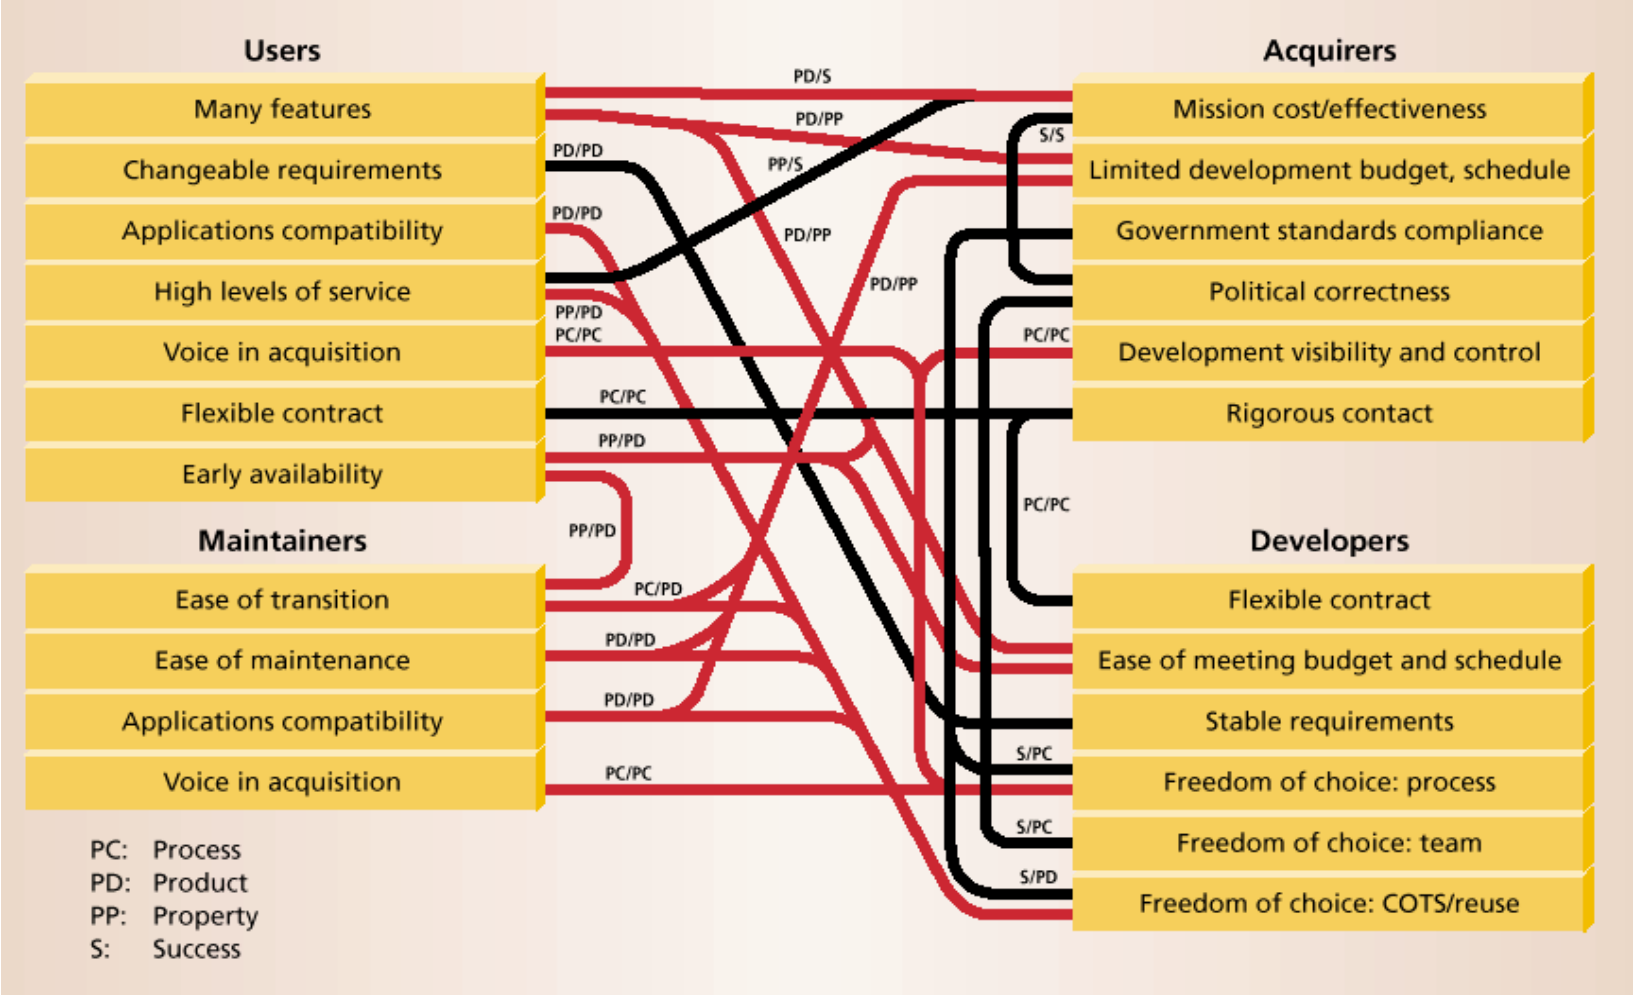 Users
Many features
Changeable requirements
Applications compatibility
High levels of service
Voice in acquisition
Flexible contract
Early availability
Maintainers
Ease of transition
Ease of maintenance
Applications compatibility
Voice in acquisition
PC: Process
PD: Product
PP: Property
S: Success
PD/S
PD/PP
PP/S
PD/PD
PD/PD
PD/PP
PD/PP
PP/PD
PC/PC
PC/PC
PP/PD
PP/PD
PC/PD
PD/PD
PD/PD
PC/PC
S/S
PC/PC
PC/PC
S/PC
S/PC
S/PD
Acquirers
Mission cost/effectiveness
Limited development budget, schedule
Government standards compliance
Political correctness
Development visibility and control
Rigorous contact
Developers
Flexible contract
Ease of meeting budget and schedule
Stable requirements
Freedom of choice: process
Freedom of choice: team
Freedom of choice: COTS/reuse